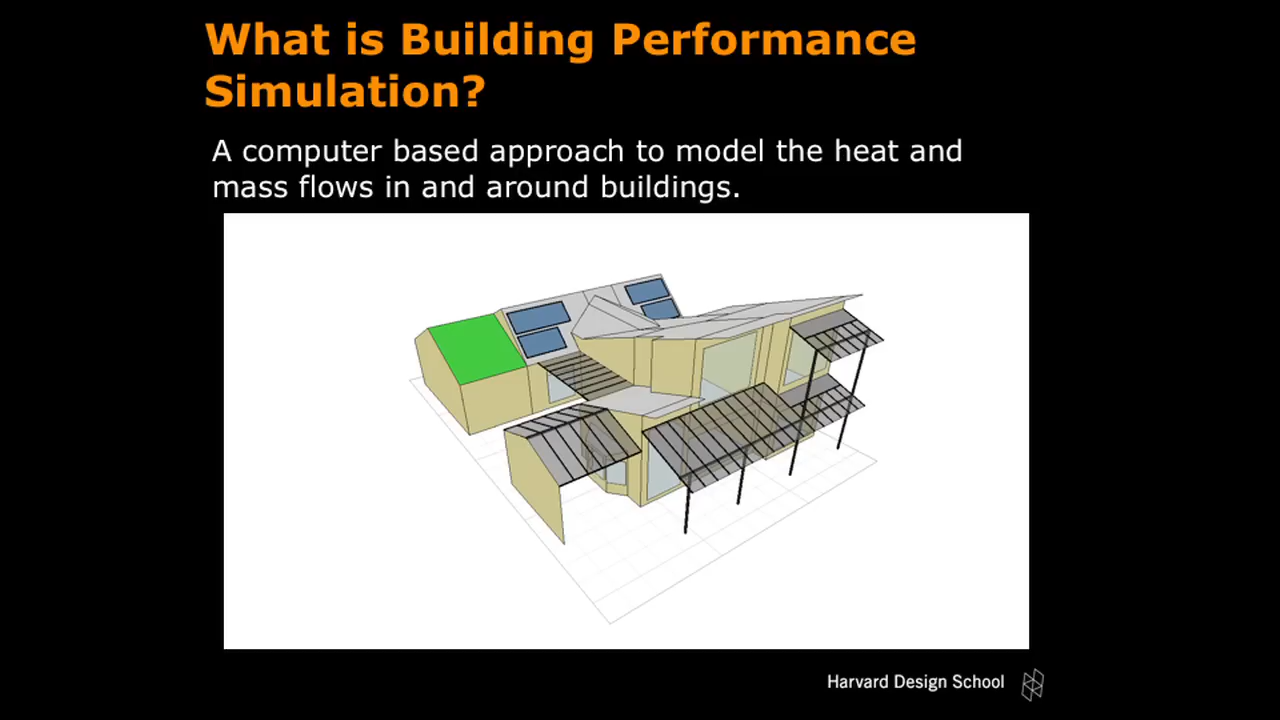 What is Building Performance
Simulation?
A computer based approach to model the heat and
mass flows in and around buildings.
Harvard Design School